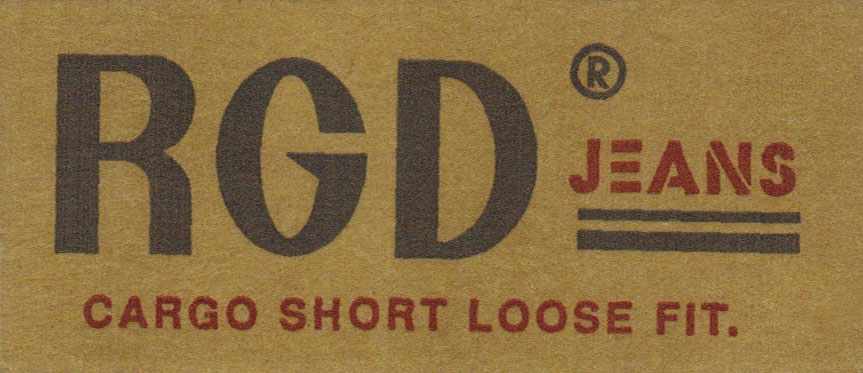 RGD®
JEANS
CARGO SHORT LOOSE FIT.